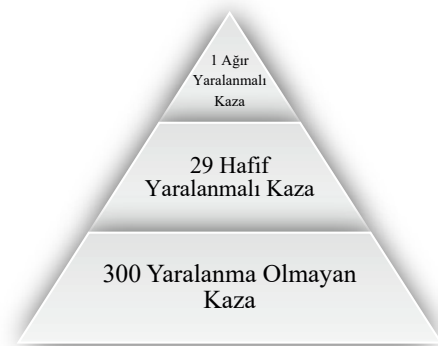 1 Ağır
Yaralanmalı
Kaza
29 Hafif
Yaralanmalı Kaza
300 Yaralanma Olmayan
Kaza